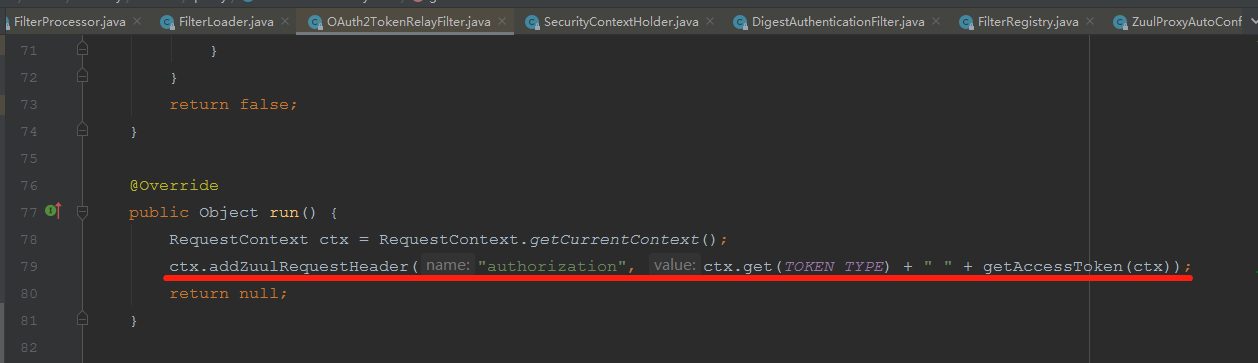 FilterProcessor.java × FilterLoader.java × OAuth2TokenRelayFilter.java × SecurityContextHolder.java × DigestAuthenticationFilter.java × FilterRegistry.java × ZuulProxyAutoConf
71 }
72 }
73 return false;
74 }
75
76 @Override
77 public Object run() {
78 RequestContext ctx = RequestContext.getCurrentContext();
79 ctx.addZuulRequestHeader( name: "authorization", value: ctx.get(TOKEN_TYPE) + " " + getAccessToken(ctx));
80 return null;
81 }
82